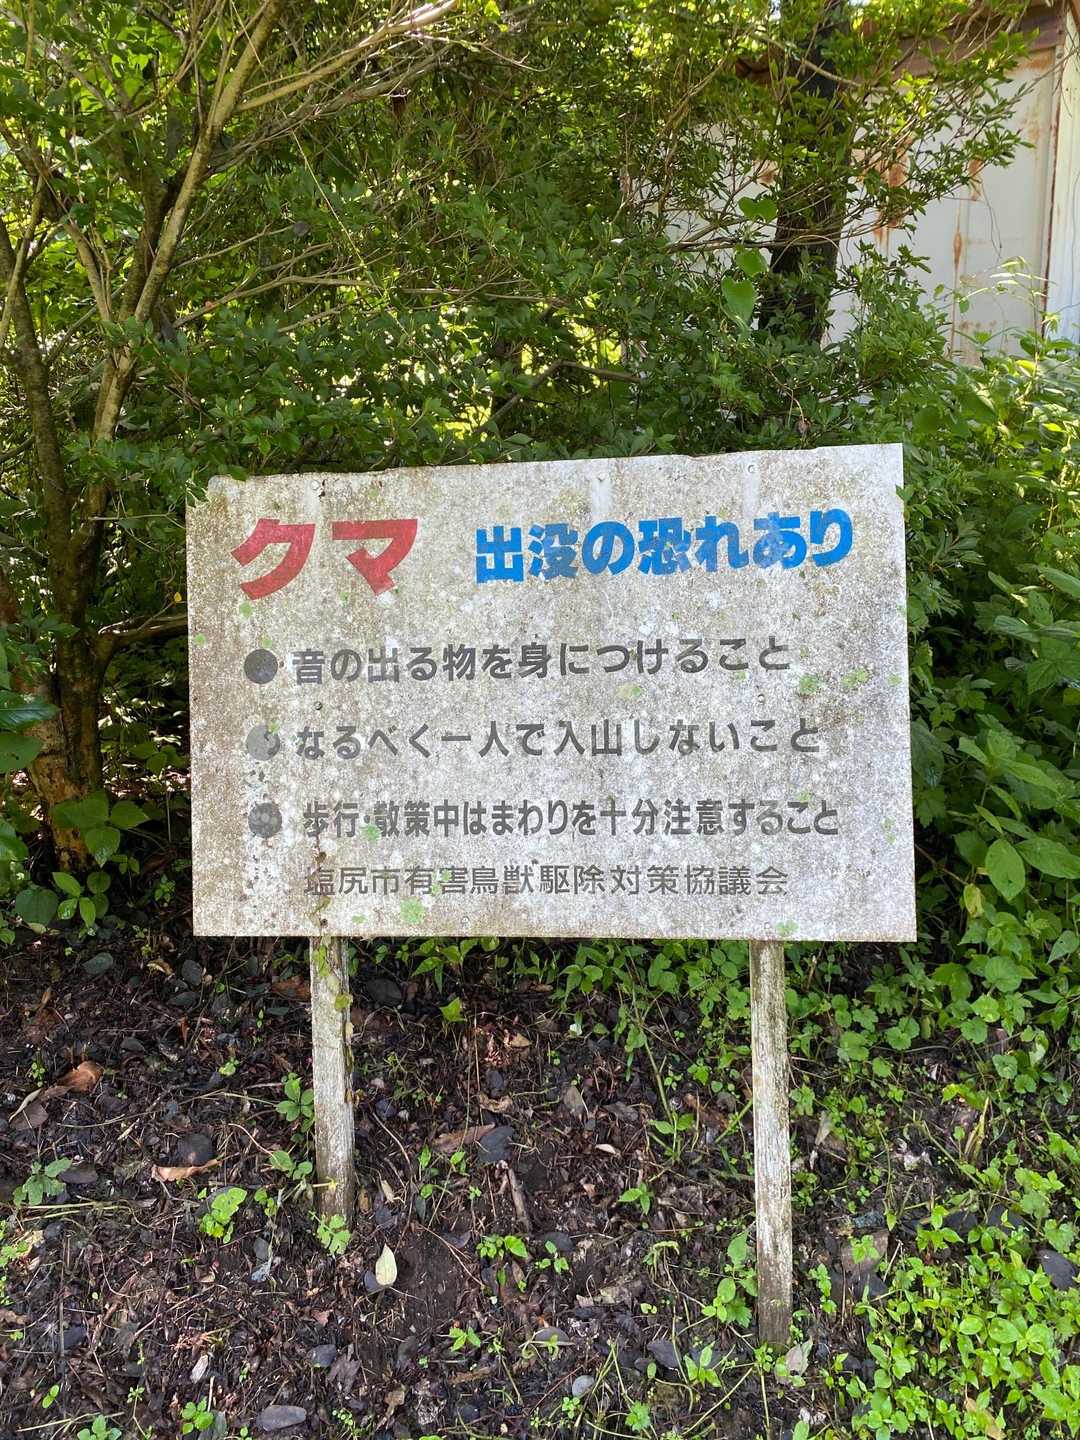 クマ 出没の恐れあり
●音の出る物を身につけること
●なるべく一人で入山しないこと
●歩行・散策中はまわりを十分注意すること
塩尻市有害鳥獣駆除対策協議会